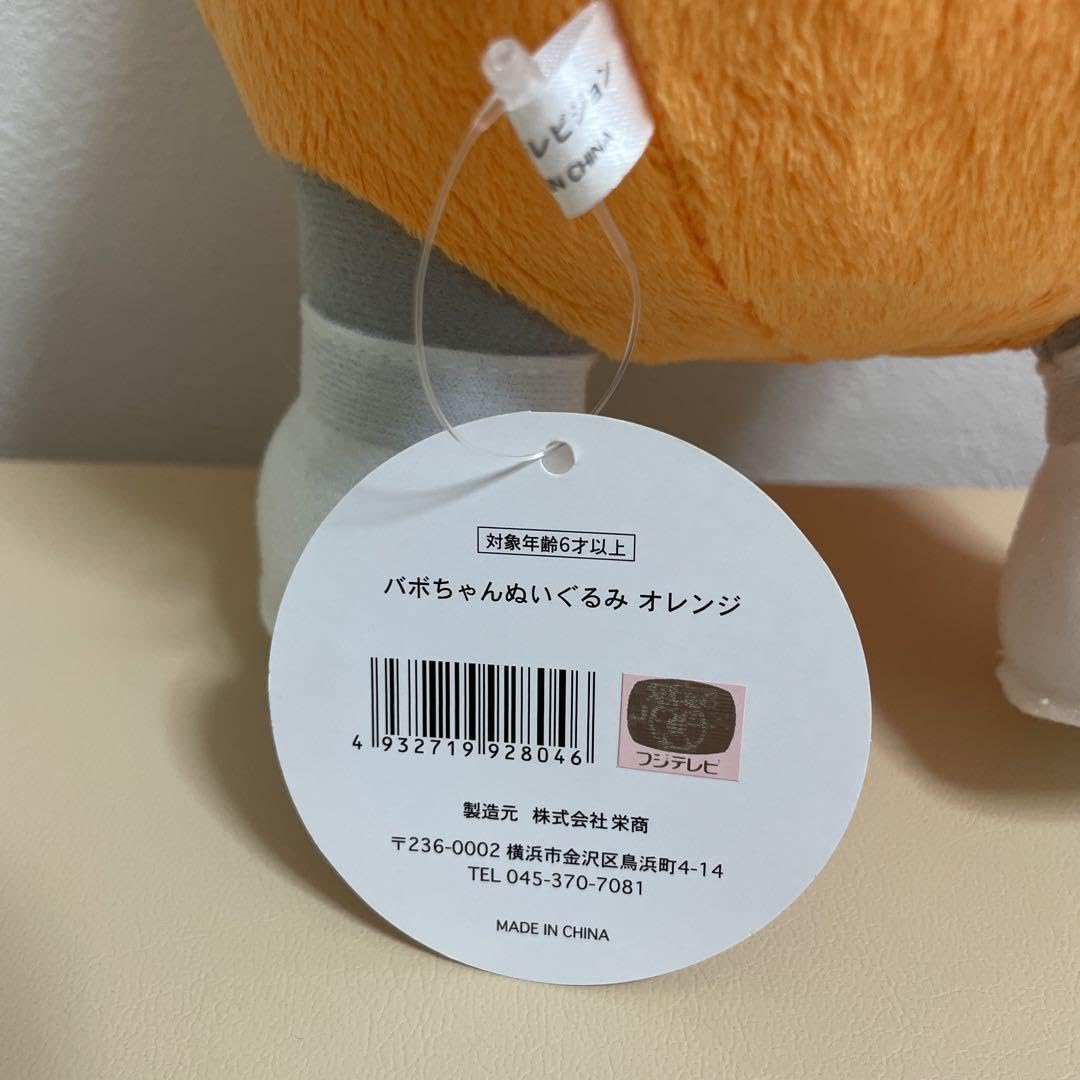 レビジョン
IN CHINA
対象年齢6才以上
バボちゃんぬいぐるみ オレンジ
4 932719 928046
フジテレビ
製造元 株式会社 栄商
〒236-0002 横浜市金沢区鳥浜町4-14
TEL 045-370-7081
MADE IN CHINA